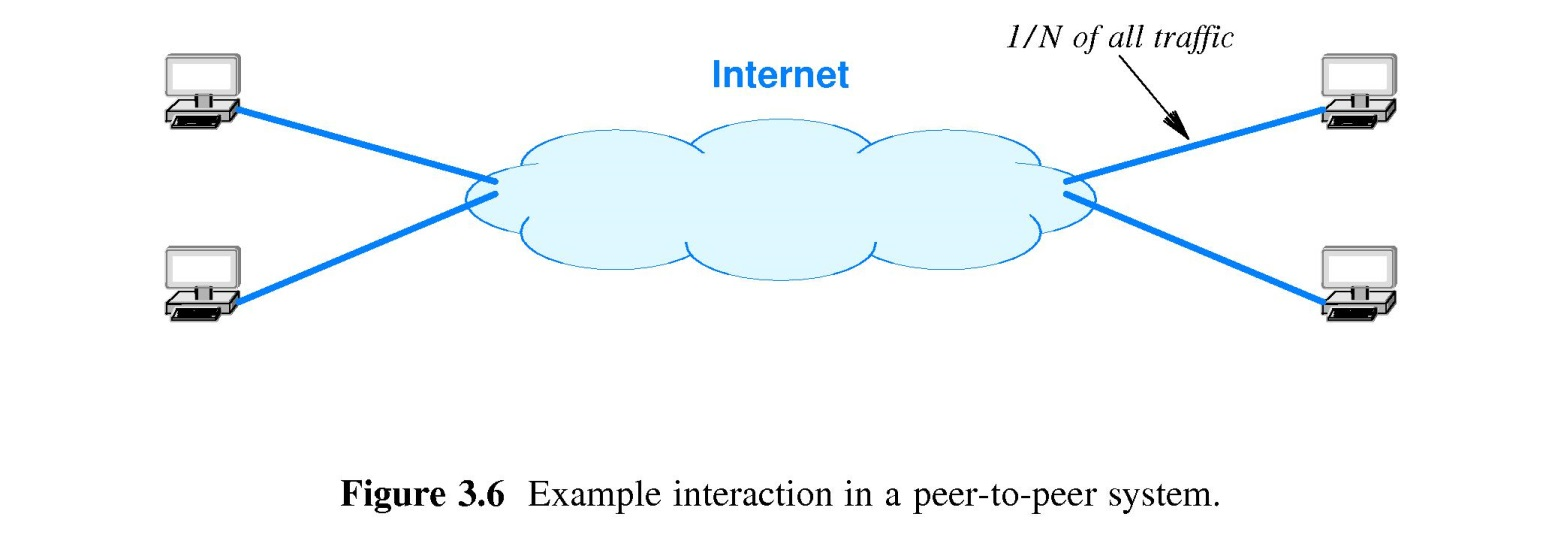 1/N of all traffic
Internet
Figure 3.6 Example interaction in a peer-to-peer system.